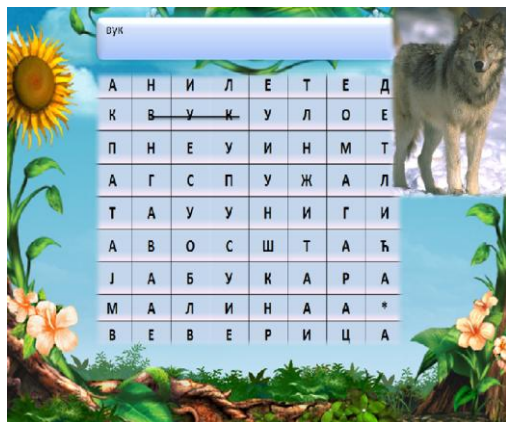 вук
А Н И Л Е Т Е Д
К В У К У Л О Е
П Н Е У И Н М Т
А Г С П У Ж А Л
Т А У У Н И Г И
А В О С Ш Т А Ћ
Ј А Б У К А Р А
М А Л И Н А А *
В Е В Е Р И Ц А